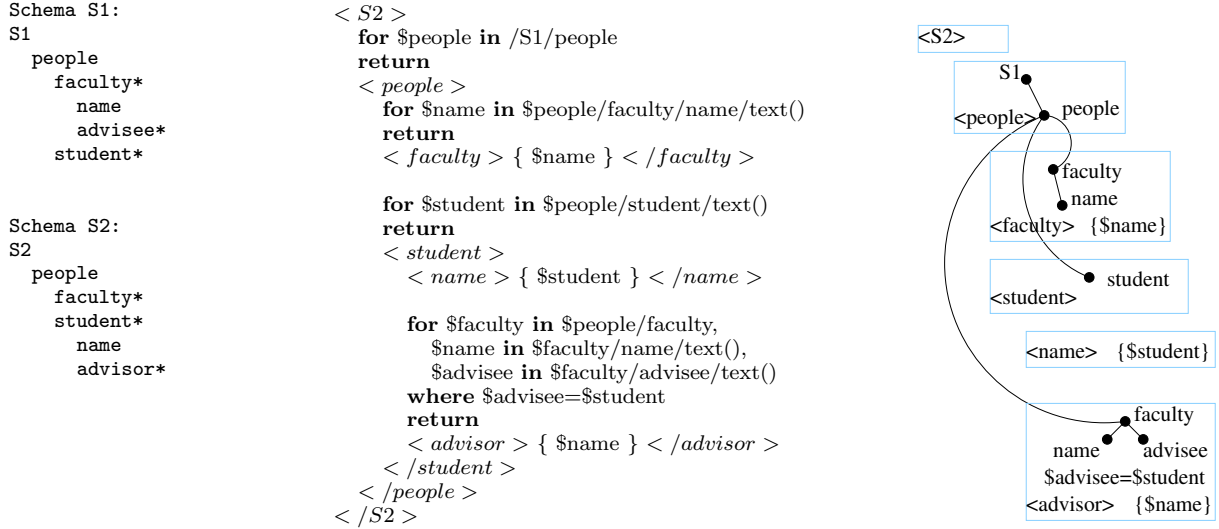 Schema S1:
S1
people
faculty*
name
advisee*
student*
Schema S2:
S2
people
faculty*
student*
name
advisor*
< S2 >
for $people in /S1/people
return
< people >
for $name in $people/faculty/name/text()
return
< faculty > { $name } < /faculty >
for $student in $people/student/text()
return
< student >
< name > { $student } < /name >
for $faculty in $people/faculty,
$name in $faculty/name/text(),
$advisee in $faculty/advisee/text()
where $advisee=$student
return
< advisor > { $name } < /advisor >
< /student >
< /people >
< /S2 >
<S2>
S1
<people> people
faculty
name
<faculty> {$name}
student
<student>
<name> {$student}
faculty
name advisee
$advisee=$student
<advisor> {$name}